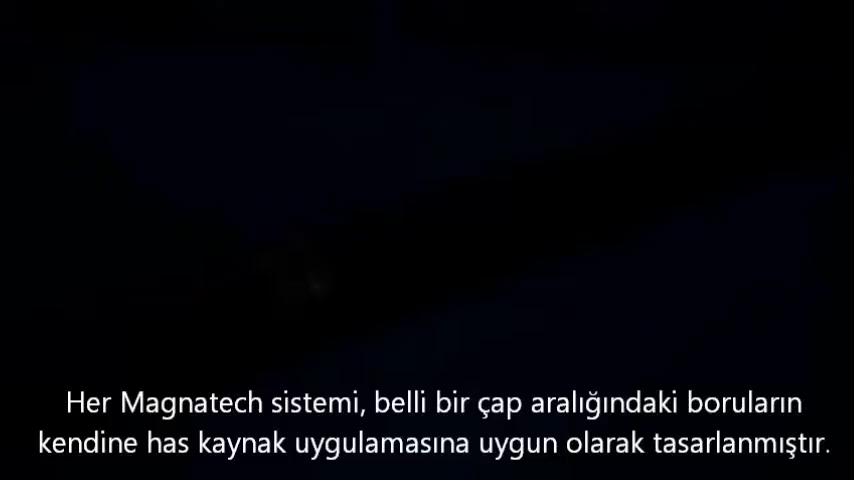 Her Magnatech sistemi, belli bir çap aralığındaki boruların
kendine has kaynak uygulamasına uygun olarak tasarlanmıştır.